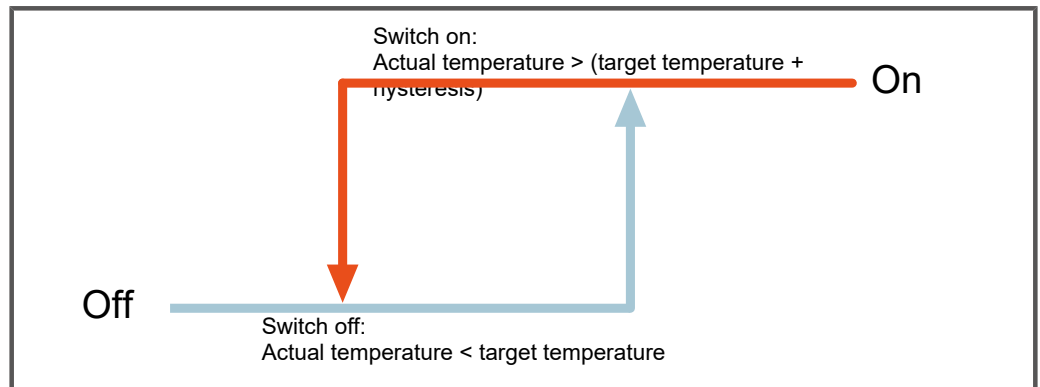 Switch on:
Actual temperature > (target temperature +
hysteresis)
On
Off
Switch off:
Actual temperature < target temperature